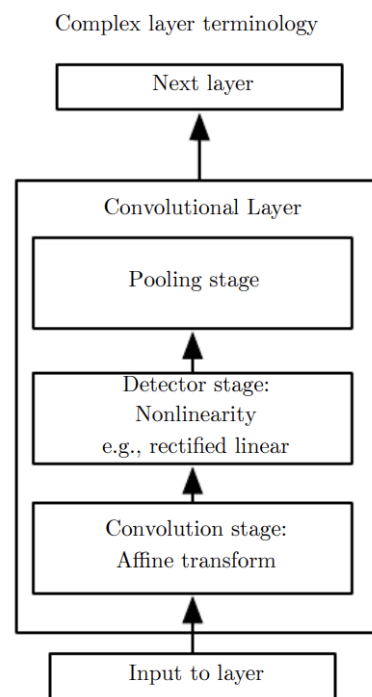 Complex layer terminology
Next layer
Convolutional Layer
Pooling stage
Detector stage:
Nonlinearity
e.g., rectified linear
Convolution stage:
Affine transform
Input to layer